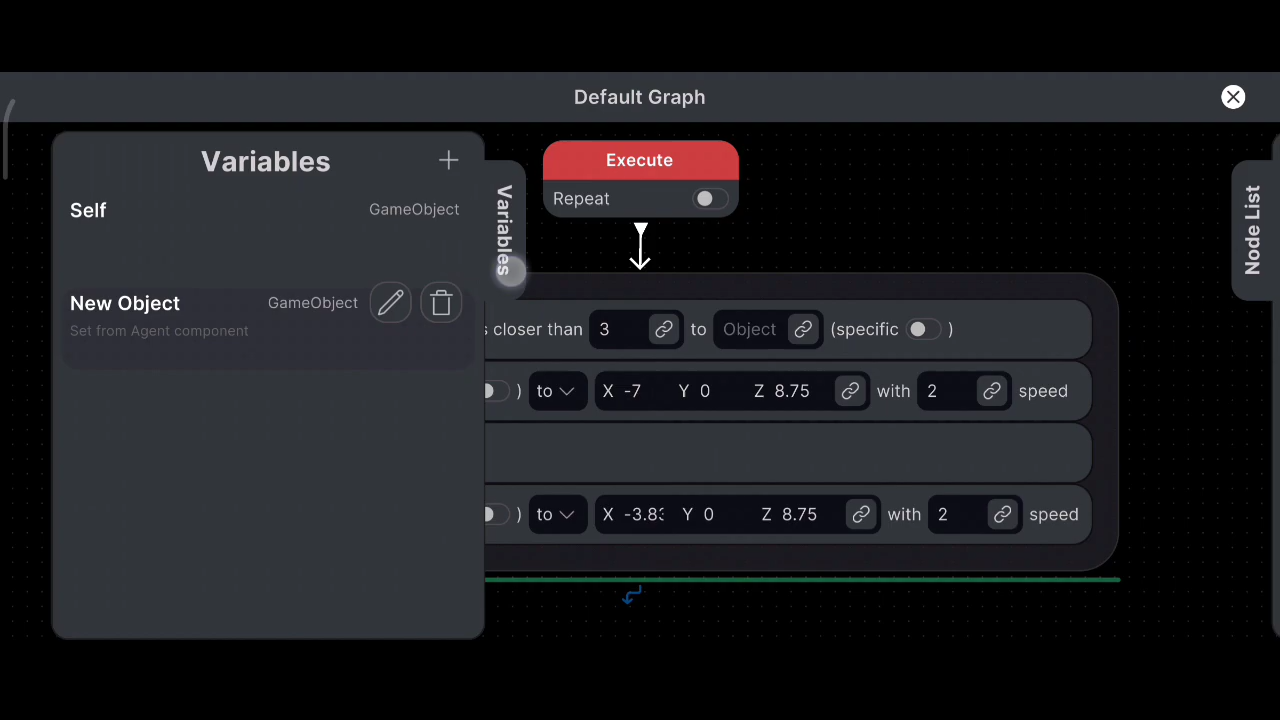 Default Graph
Variables
Self GameObject
New Object GameObject
Set from Agent component
Variables
Execute
Repeat
s closer than 3 to Object (specific )
) to X -7 Y 0 Z 8.75 with 2 speed
) to X -3.83 Y 0 Z 8.75 with 2 speed
Node List